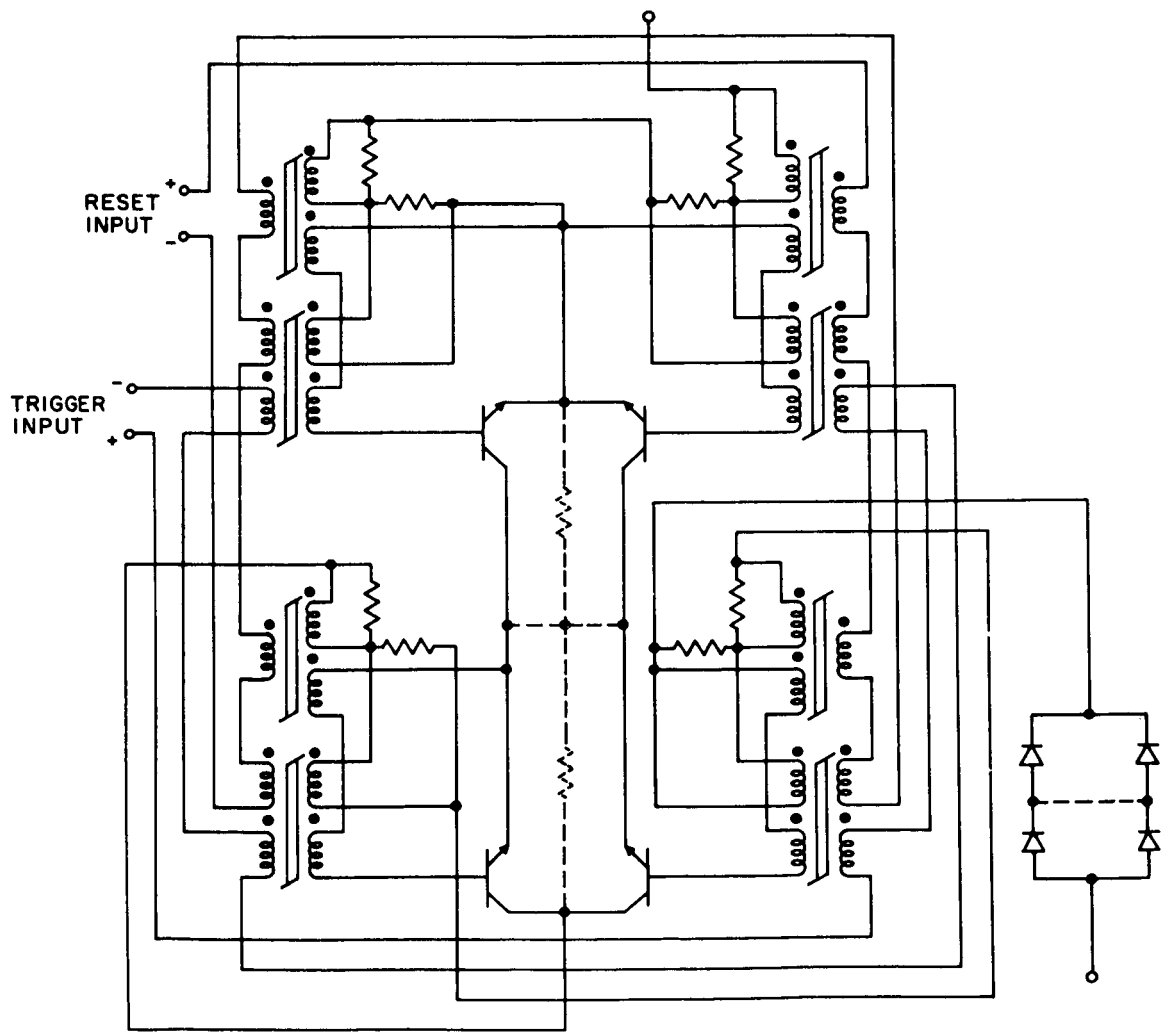 +
RESET
INPUT
-
-
TRIGGER
INPUT
+